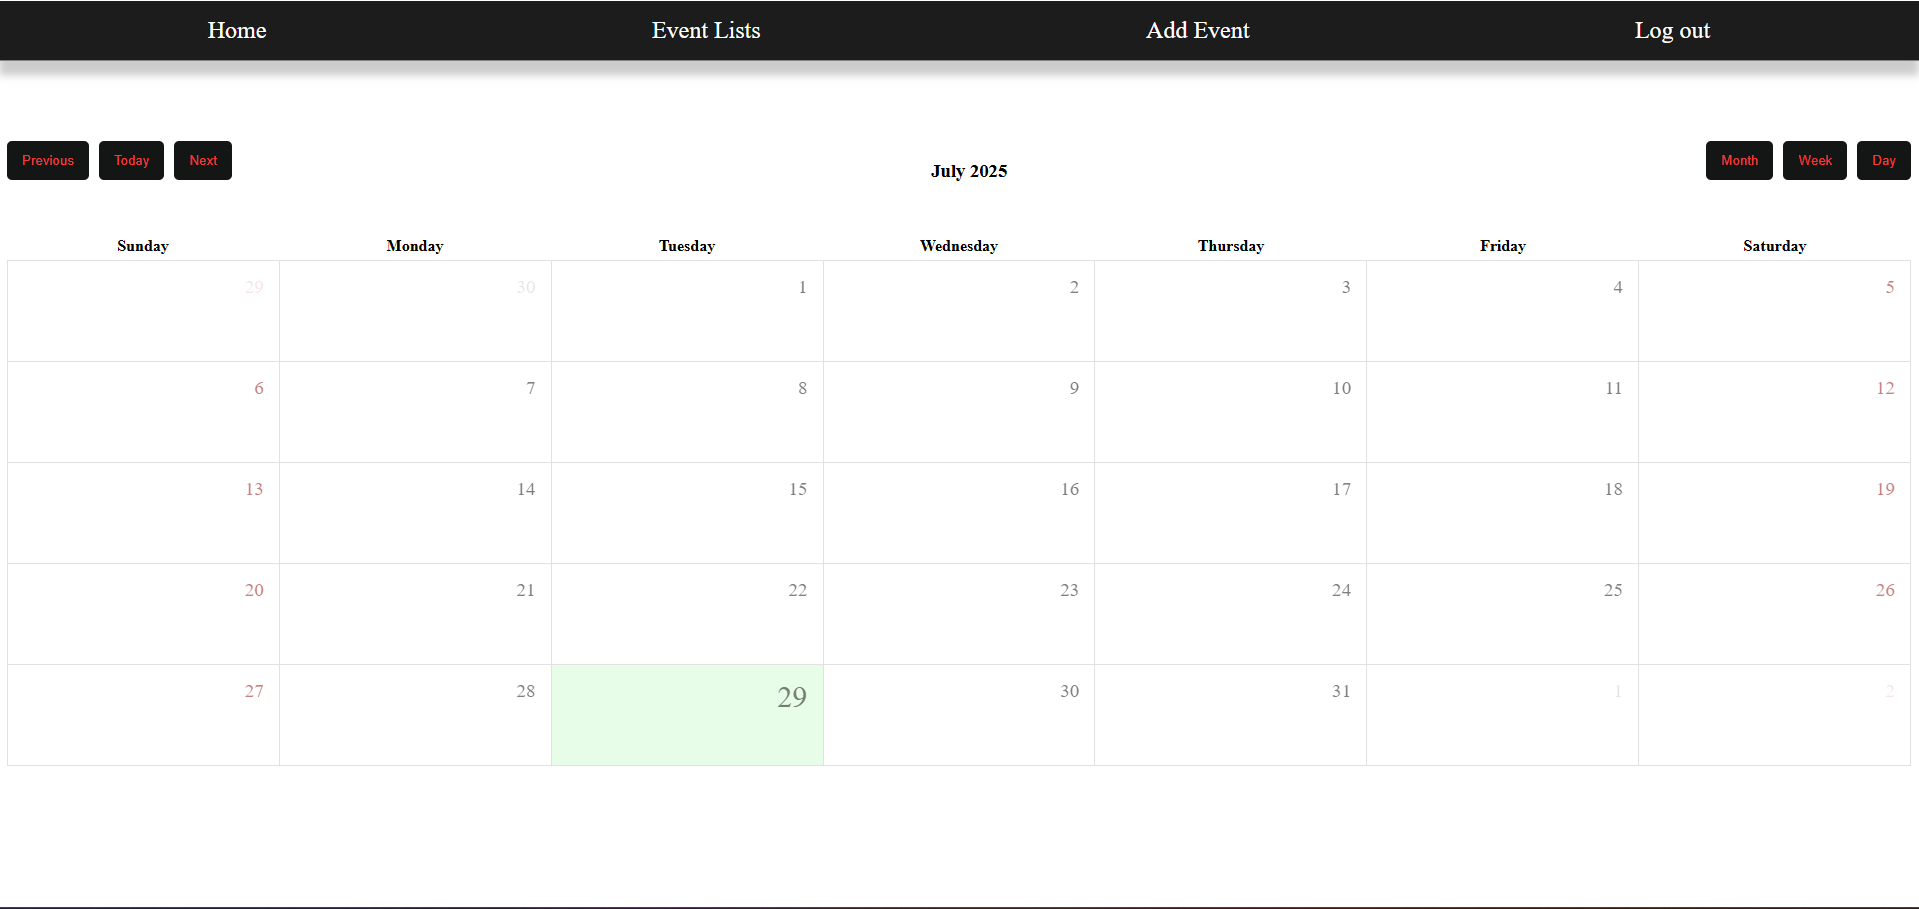 Home Event Lists Add Event Log out
Previous Today Next
July 2025
Month Week Day
Sunday Monday Tuesday Wednesday Thursday Friday Saturday
29 30 1 2 3 4 5
6 7 8 9 10 11 12
13 14 15 16 17 18 19
20 21 22 23 24 25 26
27 28 29 30 31 1 2